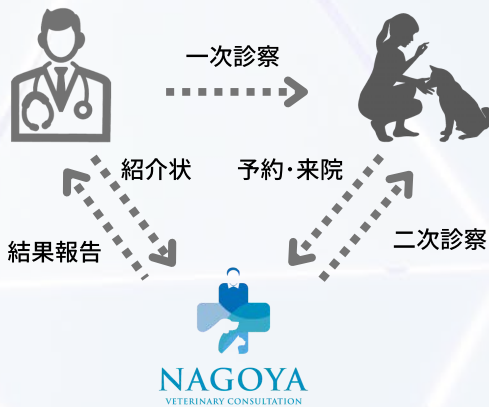 一次診察
紹介状
予約・来院
結果報告
二次診察
NAGOYA
VETERINARY CONSULTATION